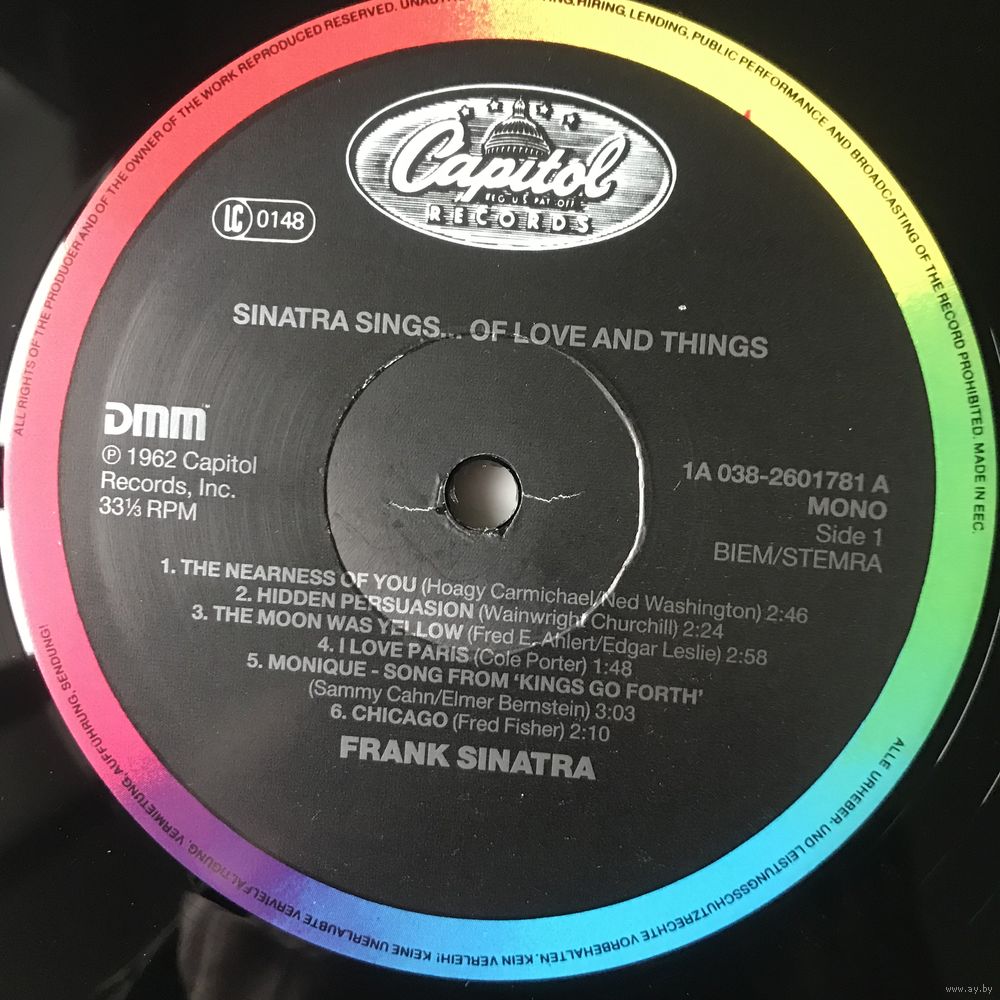 ALL RIGHTS OF THE PRODUCER AND OF THE OWNER OF THE WORK REPRODUCED RESERVED. HIRING, LENDING, PUBLIC PERFORMANCE AND BROADCASTING OF THE RECORD PROHIBITED. MADE IN EEC.
Capitol
REG. U.S. PAT. OFF.
RECORDS
LC 0148
SINATRA SINGS... OF LOVE AND THINGS
DMM
℗ 1962 Capitol
Records, Inc.
33⅓ RPM
1A 038-2601781 A
MONO
Side 1
BIEM/STEMRA
1. THE NEARNESS OF YOU (Hoagy Carmichael/Ned Washington) 2:46
2. HIDDEN PERSUASION (Wainwright Churchill) 2:24
3. THE MOON WAS YELLOW (Fred E. Ahlert/Edgar Leslie) 2:58
4. I LOVE PARIS (Cole Porter) 1:48
5. MONIQUE - SONG FROM 'KINGS GO FORTH'
(Sammy Cahn/Elmer Bernstein) 3:03
6. CHICAGO (Fred Fisher) 2:10
FRANK SINATRA
ALLE URHEBER- UND LEISTUNGSSCHUTZRECHTE VORBEHALTEN. KEIN VERLEIH! KEINE UNERLAUBTE VERVIELFALTIGUNG, VERMIETUNG, AUFFUHRUNG, SENDUNG!
www.ay.by